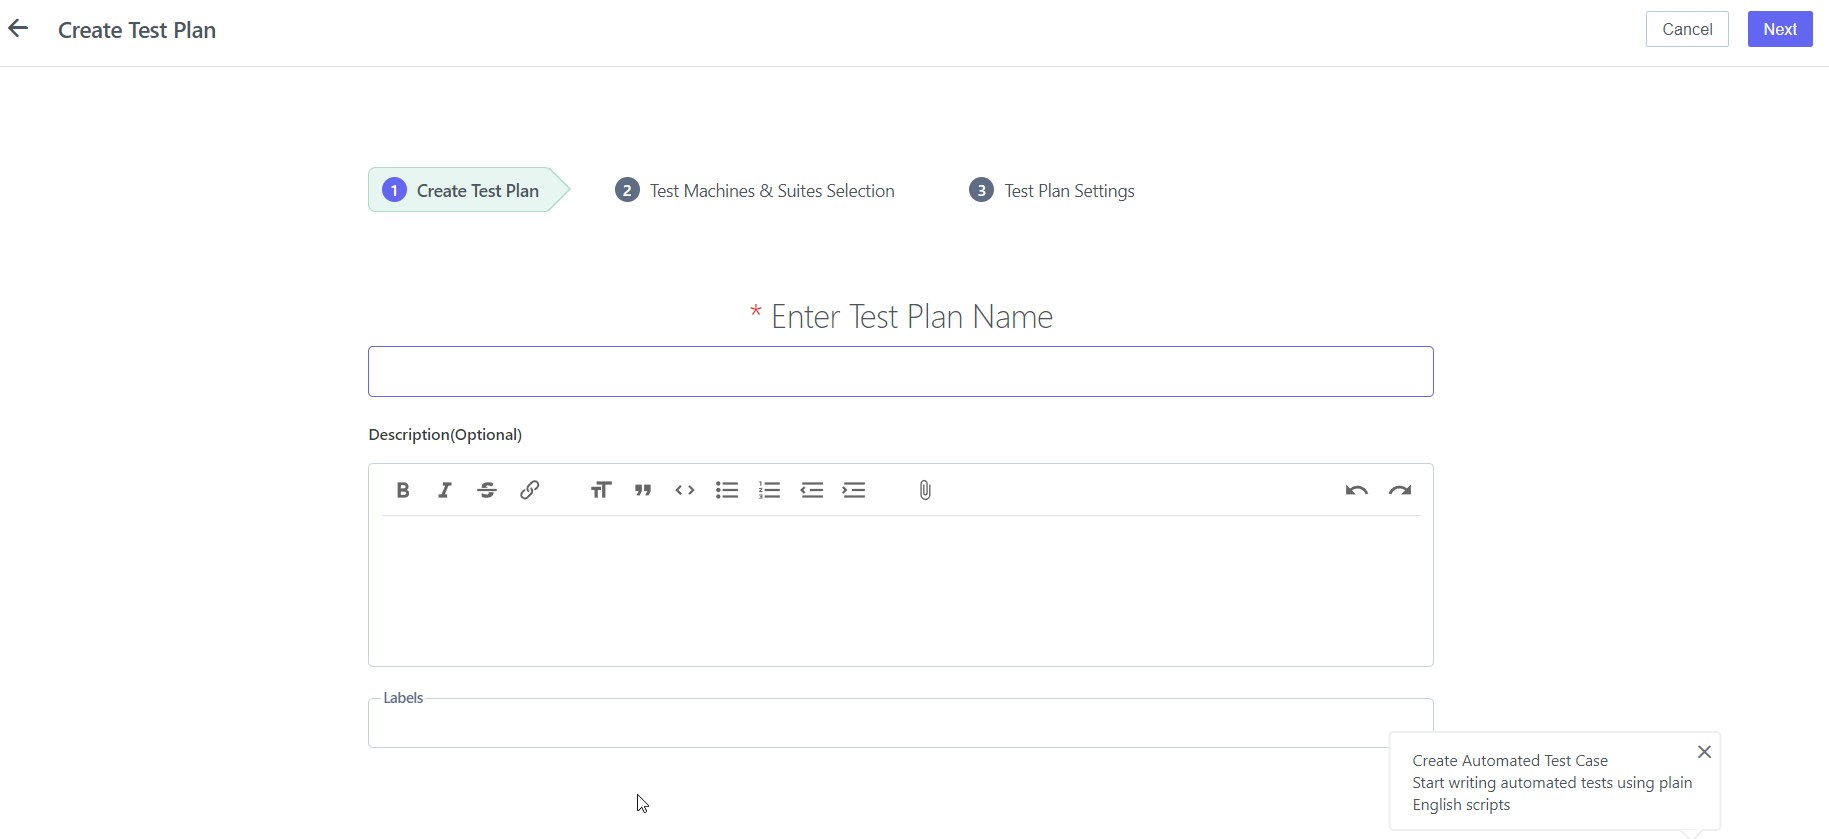 Create Test Plan
Cancel
Next
1 Create Test Plan
2 Test Machines & Suites Selection
3 Test Plan Settings
* Enter Test Plan Name
Description(Optional)
Labels
Create Automated Test Case
Start writing automated tests using plain
English scripts